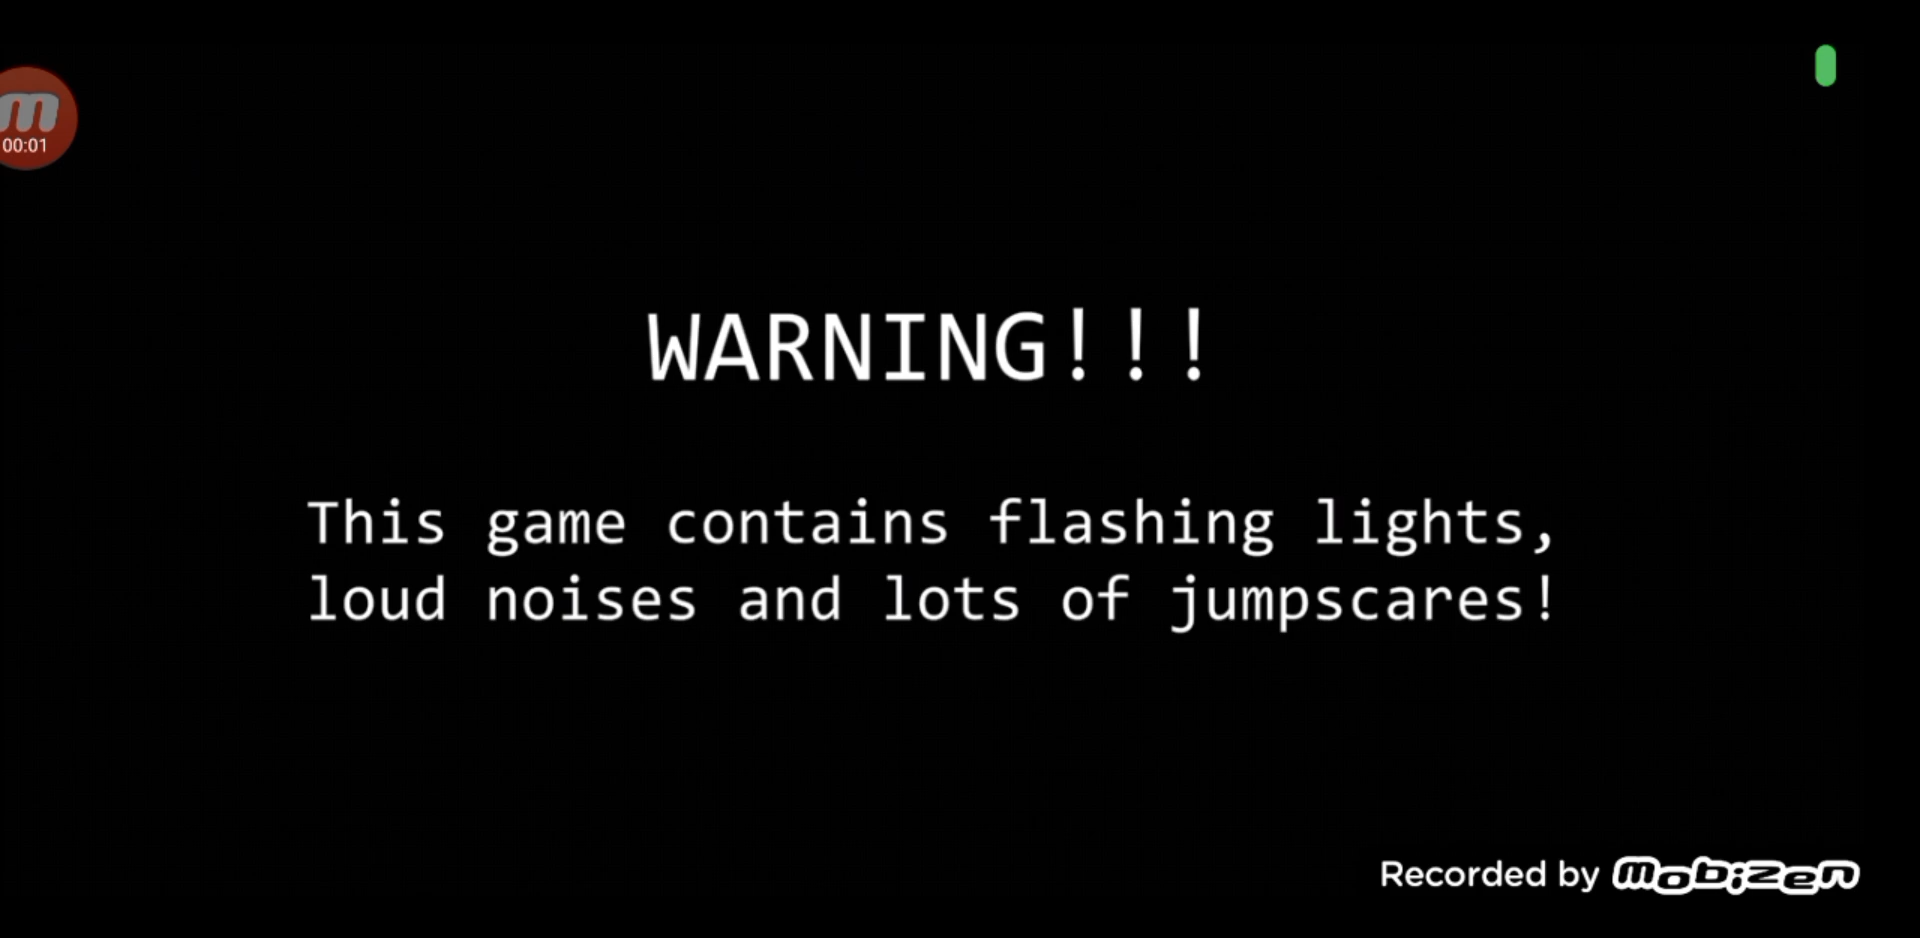 m
00:01
WARNING!!!
This game contains flashing lights,
loud noises and lots of jumpscares!
Recorded by mobizen